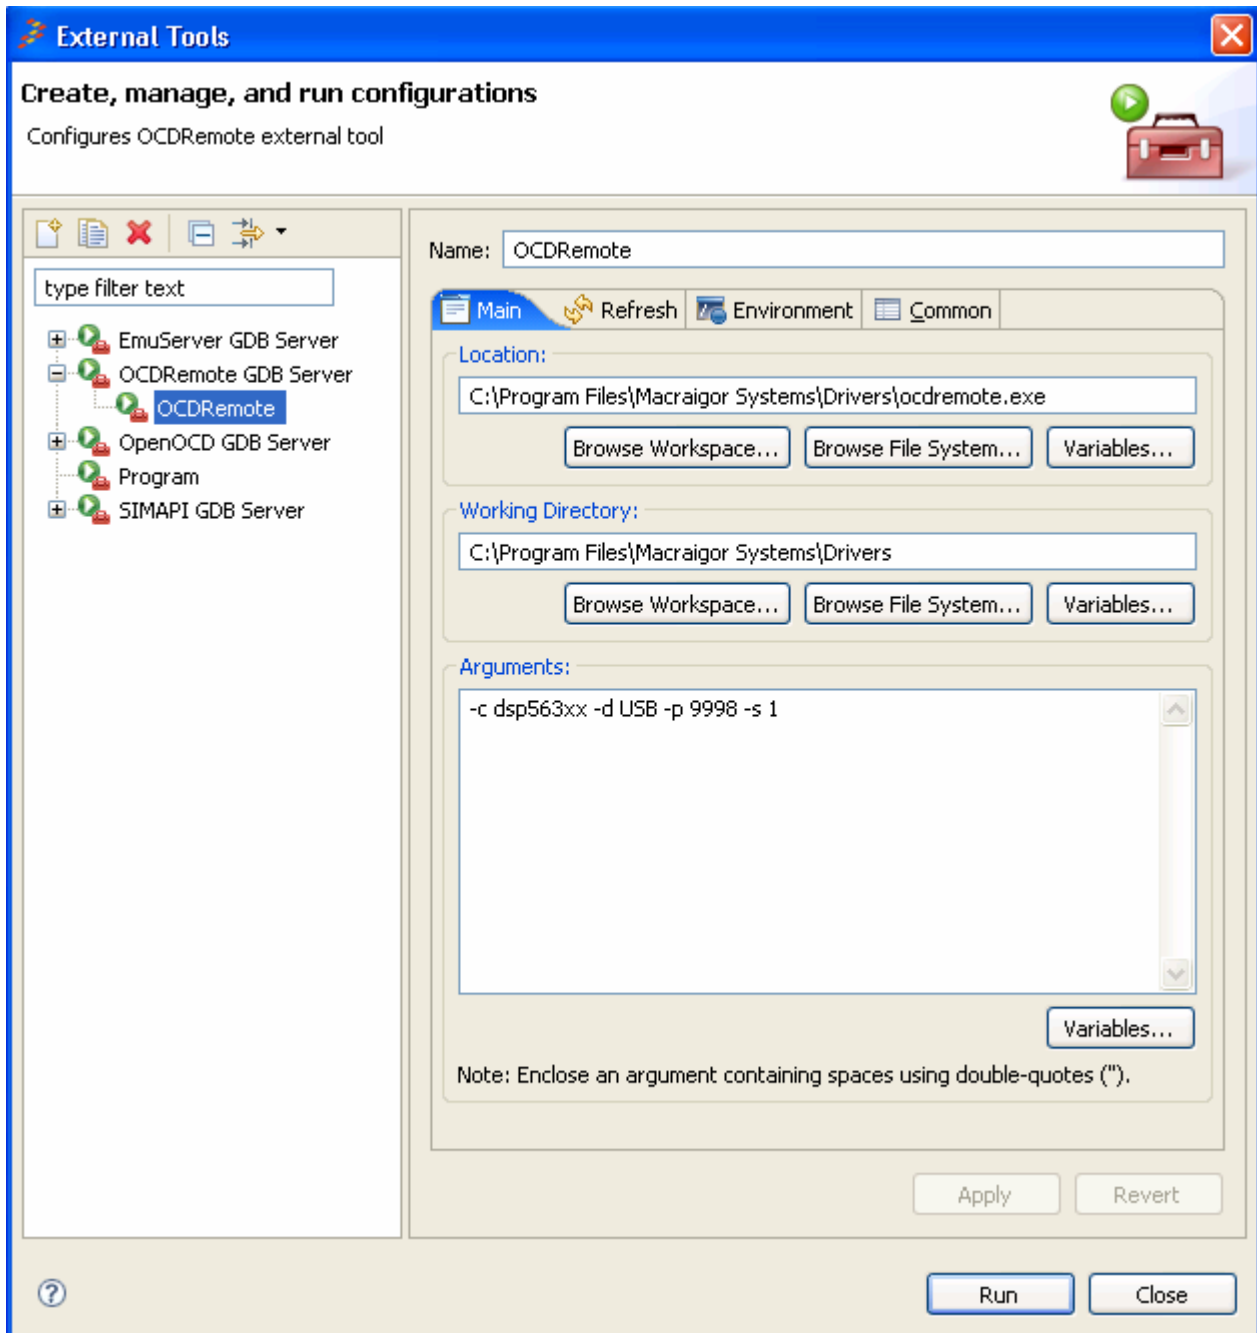 External Tools
Create, manage, and run configurations
Configures OCDRemote external tool
type filter text
EmuServer GDB Server
OCDRemote GDB Server
OCDRemote
OpenOCD GDB Server
Program
SIMAPI GDB Server
Name: OCDRemote
Main Refresh Environment Common
Location:
C:\Program Files\Macraigor Systems\Drivers\ocdremote.exe
Browse Workspace... Browse File System... Variables...
Working Directory:
C:\Program Files\Macraigor Systems\Drivers
Browse Workspace... Browse File System... Variables...
Arguments:
-c dsp563xx -d USB -p 9998 -s 1
Variables...
Note: Enclose an argument containing spaces using double-quotes (").
Apply Revert
Run Close